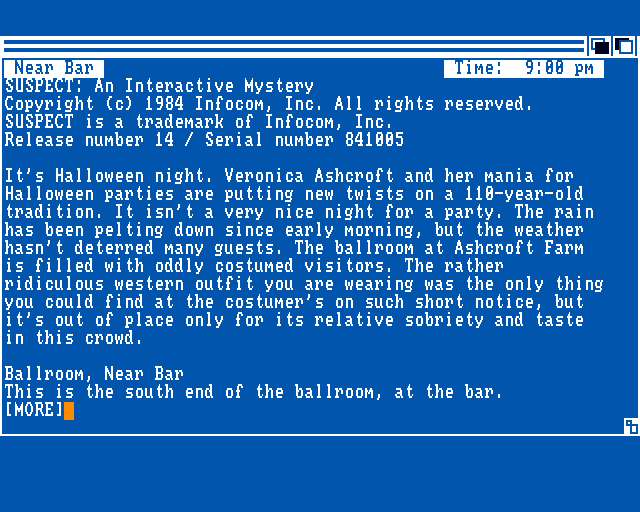 Near Bar Time: 9:00 pm
SUSPECT: An Interactive Mystery
Copyright (c) 1984 Infocom, Inc. All rights reserved.
SUSPECT is a trademark of Infocom, Inc.
Release number 14 / Serial number 841005
It's Halloween night. Veronica Ashcroft and her mania for
Halloween parties are putting new twists on a 110-year-old
tradition. It isn't a very nice night for a party. The rain
has been pelting down since early morning, but the weather
hasn't deterred many guests. The ballroom at Ashcroft Farm
is filled with oddly costumed visitors. The rather
ridiculous western outfit you are wearing was the only thing
you could find at the costumer's on such short notice, but
it's out of place only for its relative sobriety and taste
in this crowd.
Ballroom, Near Bar
This is the south end of the ballroom, at the bar.
[MORE]